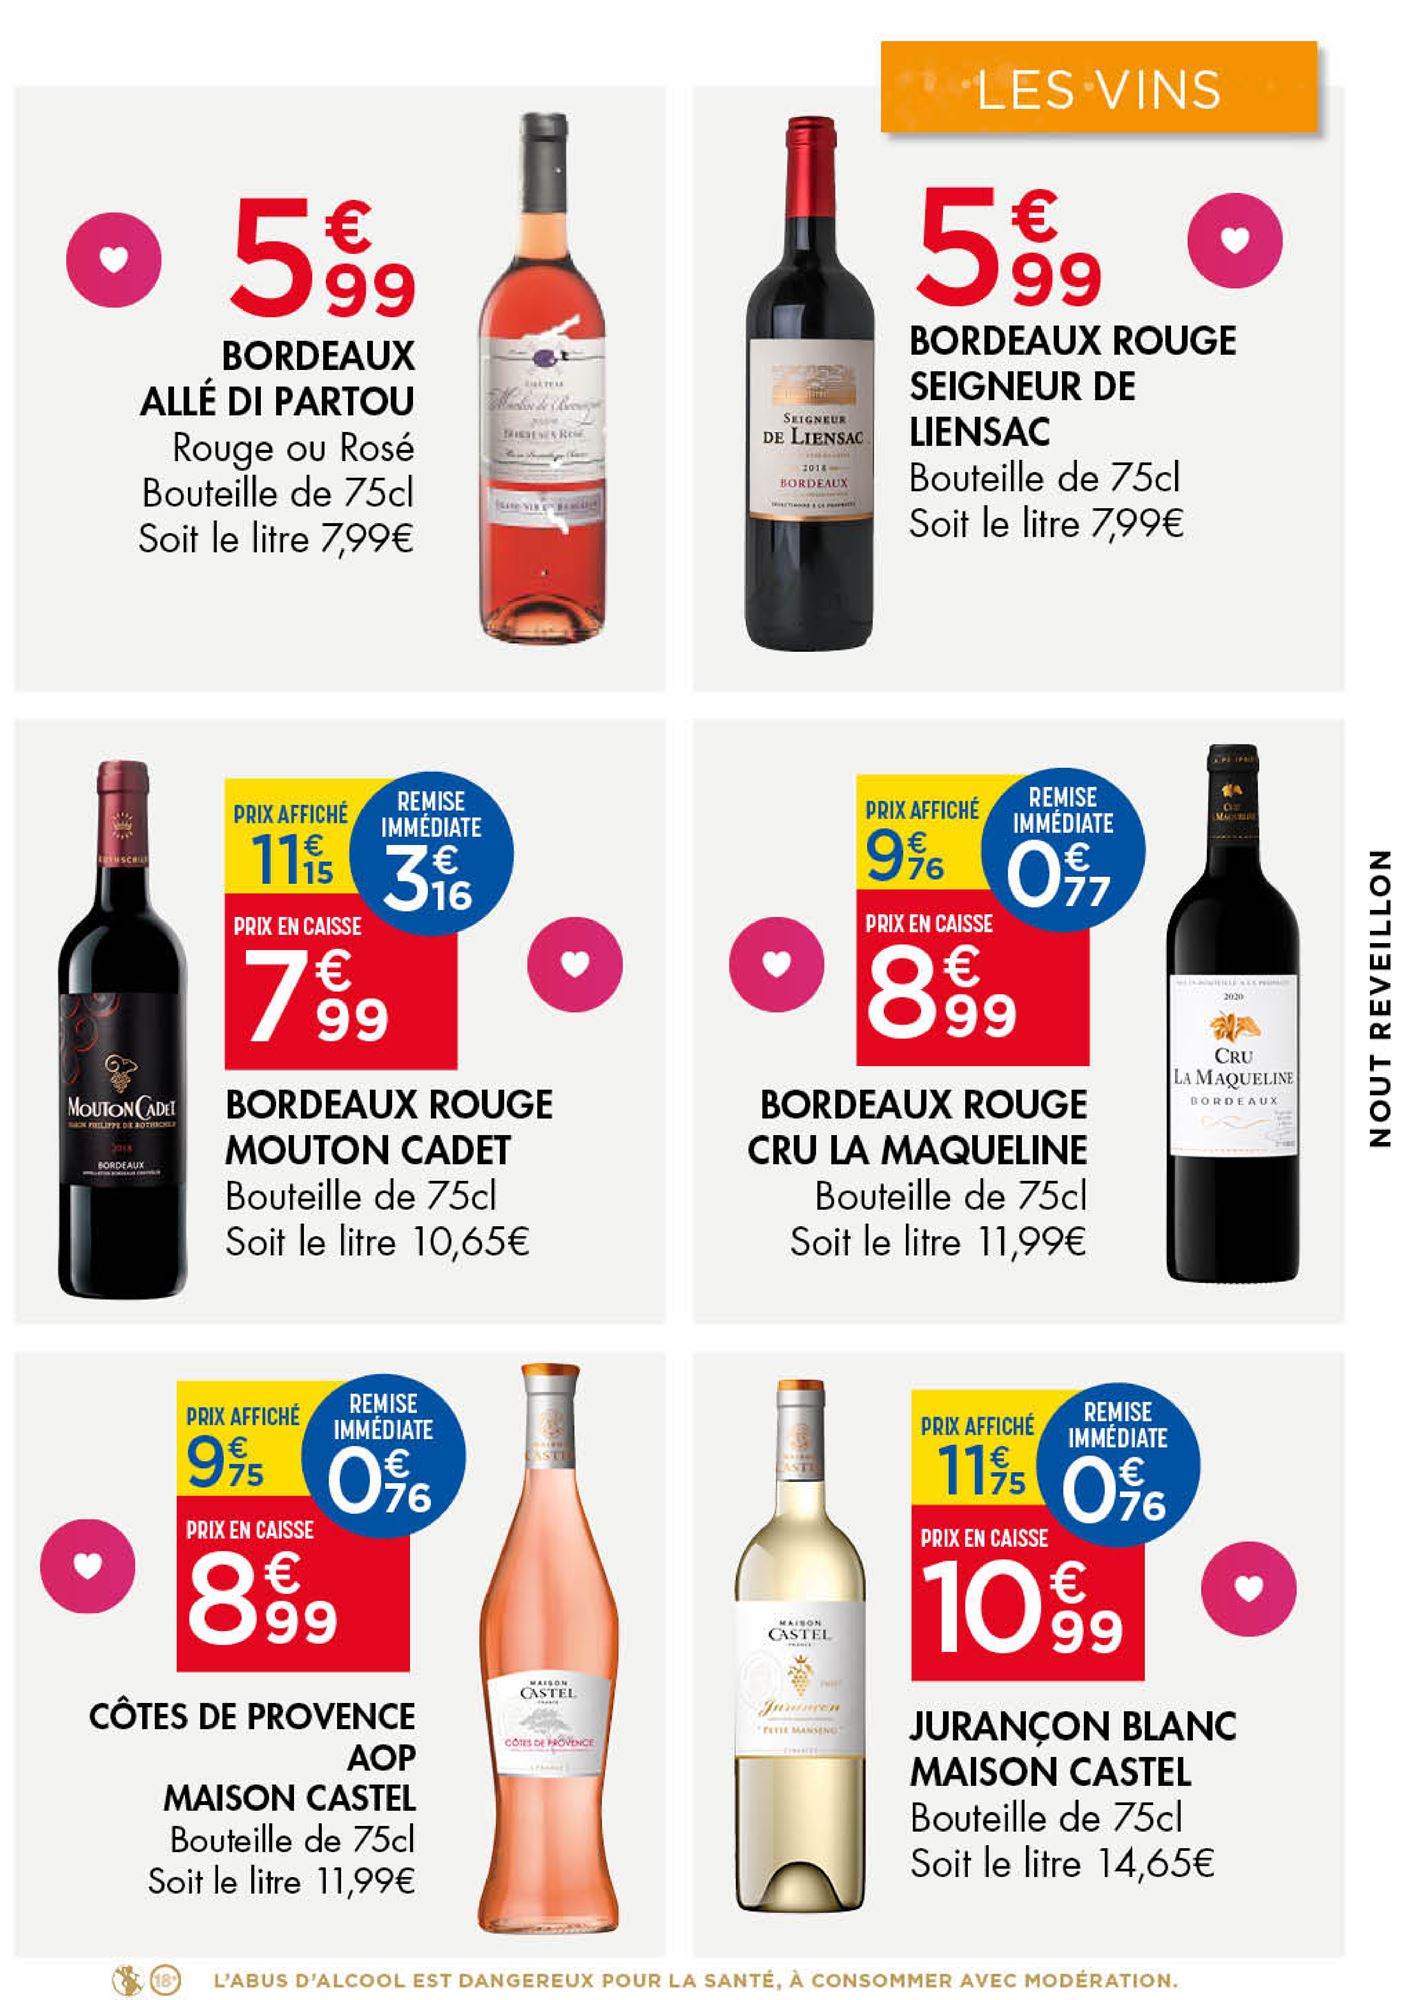 LES VINS
5€99
BORDEAUX
ALLÉ DI PARTOU
Rouge ou Rosé
Bouteille de 75cl
Soit le litre 7,99€
5€99
BORDEAUX ROUGE
SEIGNEUR DE
LIENSAC
Bouteille de 75cl
Soit le litre 7,99€
SEIGNEUR
DE LIENSAC
2018
BORDEAUX
PRIX AFFICHÉ
11€15
REMISE
IMMÉDIATE
3€16
PRIX EN CAISSE
7€99
BORDEAUX ROUGE
MOUTON CADET
Bouteille de 75cl
Soit le litre 10,65€
MOUTON CADET
2018
BORDEAUX
PRIX AFFICHÉ
9€76
REMISE
IMMÉDIATE
0€77
PRIX EN CAISSE
8€99
BORDEAUX ROUGE
CRU LA MAQUELINE
Bouteille de 75cl
Soit le litre 11,99€
2020
CRU
LA MAQUELINE
BORDEAUX
NOUT REVEILLON
PRIX AFFICHÉ
9€75
REMISE
IMMÉDIATE
0€76
PRIX EN CAISSE
8€99
CÔTES DE PROVENCE
AOP
MAISON CASTEL
Bouteille de 75cl
Soit le litre 11,99€
MAISON
CASTEL
CÔTES DE PROVENCE
PRIX AFFICHÉ
11€75
REMISE
IMMÉDIATE
0€76
PRIX EN CAISSE
10€99
JURANÇON BLANC
MAISON CASTEL
Bouteille de 75cl
Soit le litre 14,65€
MAISON
CASTEL
FRANCE
Jurançon
PETIT MANSENG
18+
L'ABUS D'ALCOOL EST DANGEREUX POUR LA SANTÉ, À CONSOMMER AVEC MODÉRATION.